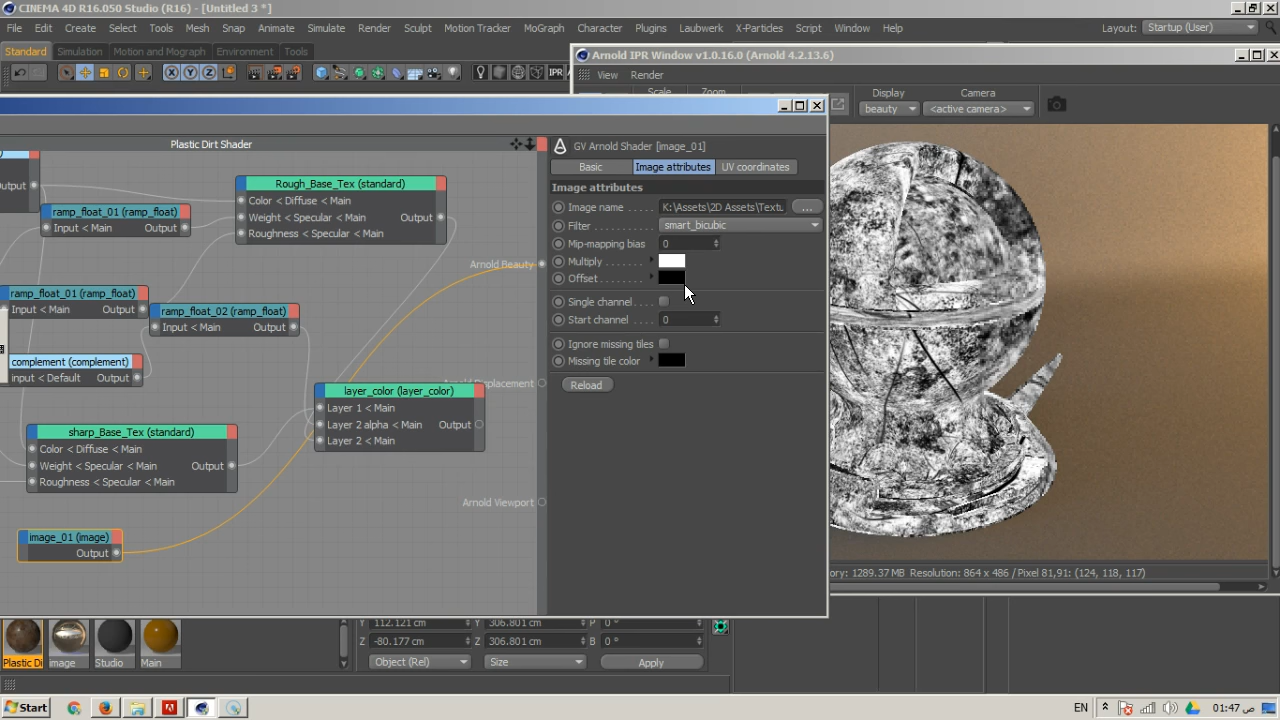 CINEMA 4D R16.050 Studio (R16) - [Untitled 3 *]
File Edit Create Select Tools Mesh Snap Animate Simulate Render Sculpt Motion Tracker MoGraph Character Plugins Laubwerk X-Particles Script Window Help Layout: Startup (User)
Standard Simulation Motion and Mograph Environment Tools
Arnold IPR Window v1.0.16.0 (Arnold 4.2.13.6)
X Y Z IPR
View Render
Scale Zoom Display Camera
beauty <active camera>
Plastic Dirt Shader
GV Arnold Shader [image_01]
Basic Image attributes UV coordinates
Image attributes
Image name K:\Assets\2D Assets\Textu ...
Filter smart_bicubic
Mip-mapping bias 0
Multiply
Offset
Single channel
Start channel 0
Ignore missing tiles
Missing tile color
Reload
Output
Rough_Base_Tex (standard)
Color < Diffuse < Main
Weight < Specular < Main Output
Roughness < Specular < Main
ramp_float_01 (ramp_float)
Input < Main Output
Arnold Beauty
ramp_float_01 (ramp_float)
Input < Main Output
ramp_float_02 (ramp_float)
Input < Main Output
complement (complement)
input < Default Output
Arnold Displacement
layer_color (layer_color)
Layer 1 < Main
Layer 2 alpha < Main Output
Layer 2 < Main
sharp_Base_Tex (standard)
Color < Diffuse < Main
Weight < Specular < Main Output
Roughness < Specular < Main
Arnold Viewport
image_01 (image)
Output
ory: 1289.37 MB Resolution: 864 x 486 / Pixel 81,91: (124, 118, 117)
Y 112.121 cm Y 306.801 cm P 0 °
Z -80.177 cm Z 306.801 cm B 0 °
Object (Rel) Size Apply
Plastic Di image Studio Main
Start EN 01:47 ص